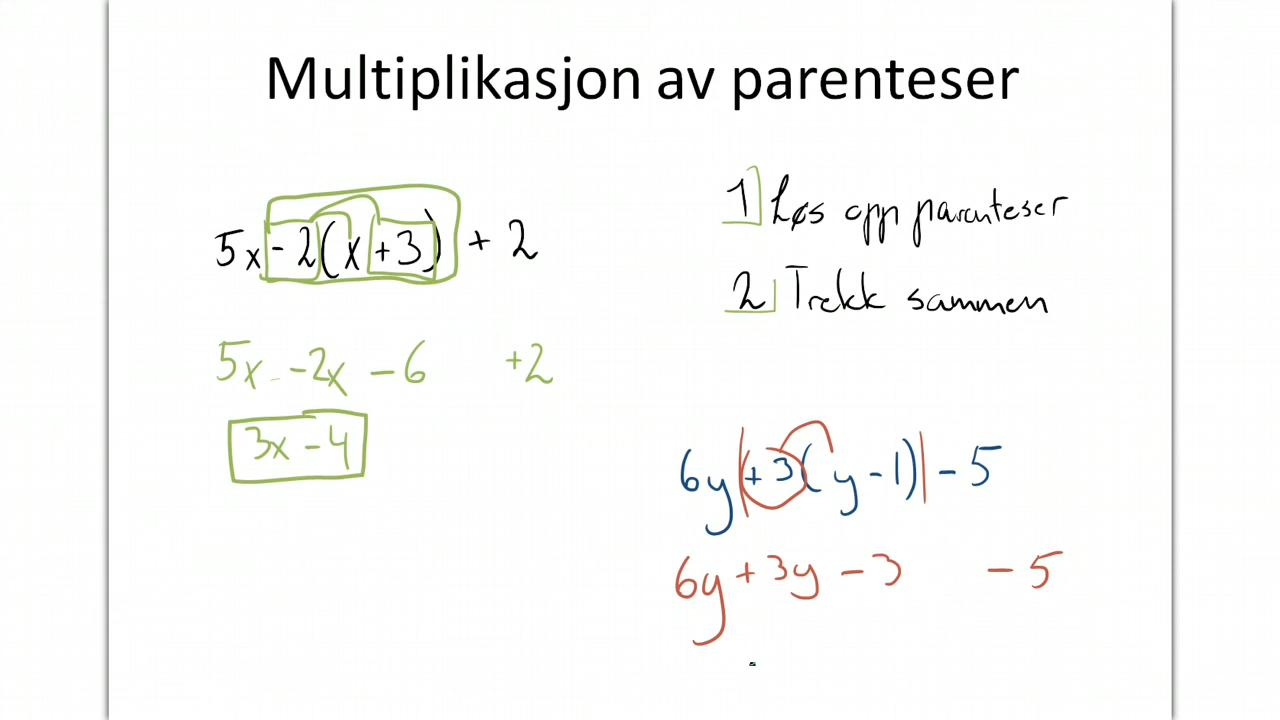 Multiplikasjon av parenteser
5x - 2(x + 3) + 2
5x - 2x - 6 + 2
3x - 4
1 Løs opp parenteser
2 Trekk sammen
6y + 3(y - 1) - 5
6y + 3y - 3 - 5